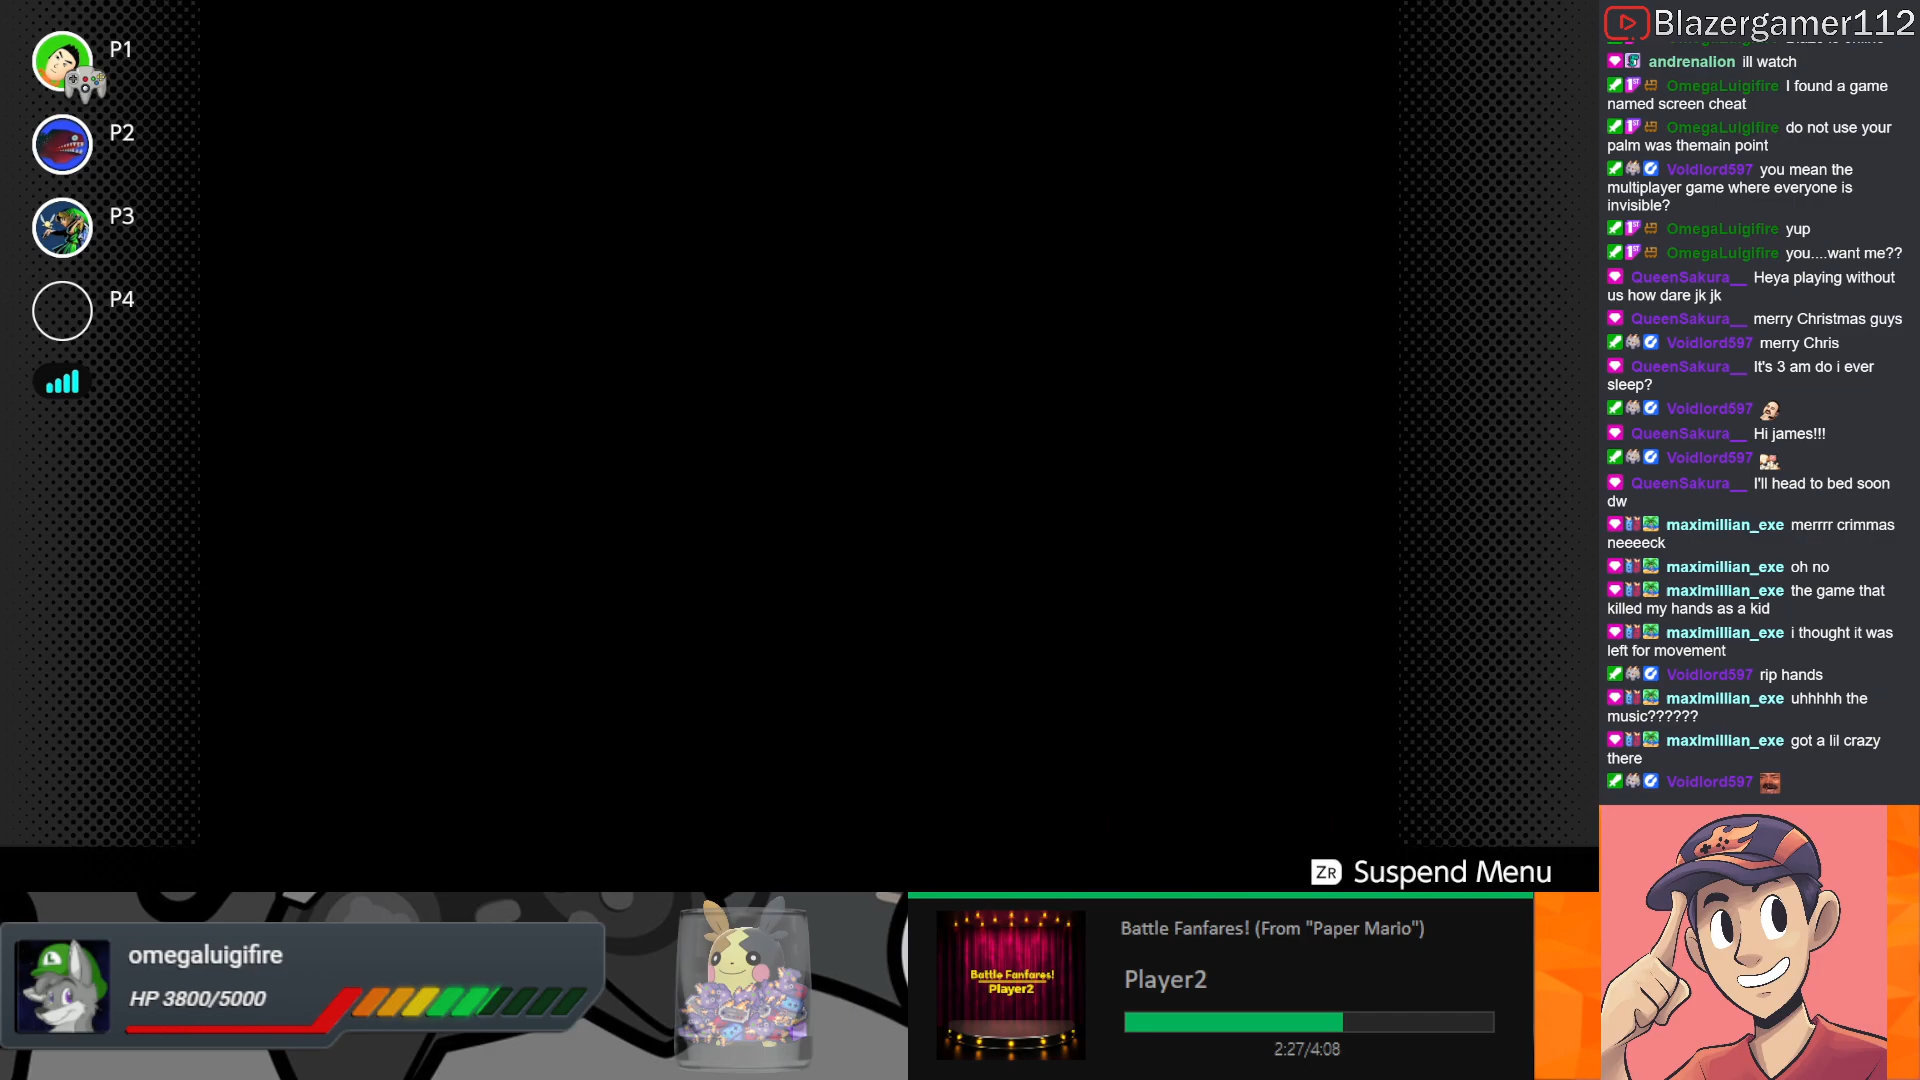 P1
P2
P3
P4
ZR Suspend Menu
Blazergamer112
andrenalion ill watch
OmegaLuigifire I found a game
named screen cheat
OmegaLuigifire do not use your
palm was themain point
Voidlord597 you mean the
multiplayer game where everyone is
invisible?
OmegaLuigifire yup
OmegaLuigifire you....want me??
QueenSakura__ Heya playing without
us how dare jk jk
QueenSakura__ merry Christmas guys
Voidlord597 merry Chris
QueenSakura__ It's 3 am do i ever
sleep?
Voidlord597
QueenSakura__ Hi james!!!
Voidlord597
QueenSakura__ I'll head to bed soon
dw
maximillian_exe merrrr crimmas
neeeeck
maximillian_exe oh no
maximillian_exe the game that
killed my hands as a kid
maximillian_exe i thought it was
left for movement
Voidlord597 rip hands
maximillian_exe uhhhhh the
music??????
maximillian_exe got a lil crazy
there
Voidlord597
omegaluigifire
HP 3800/5000
Battle Fanfares!
Player2
Battle Fanfares! (From "Paper Mario")
Player2
2:27/4:08